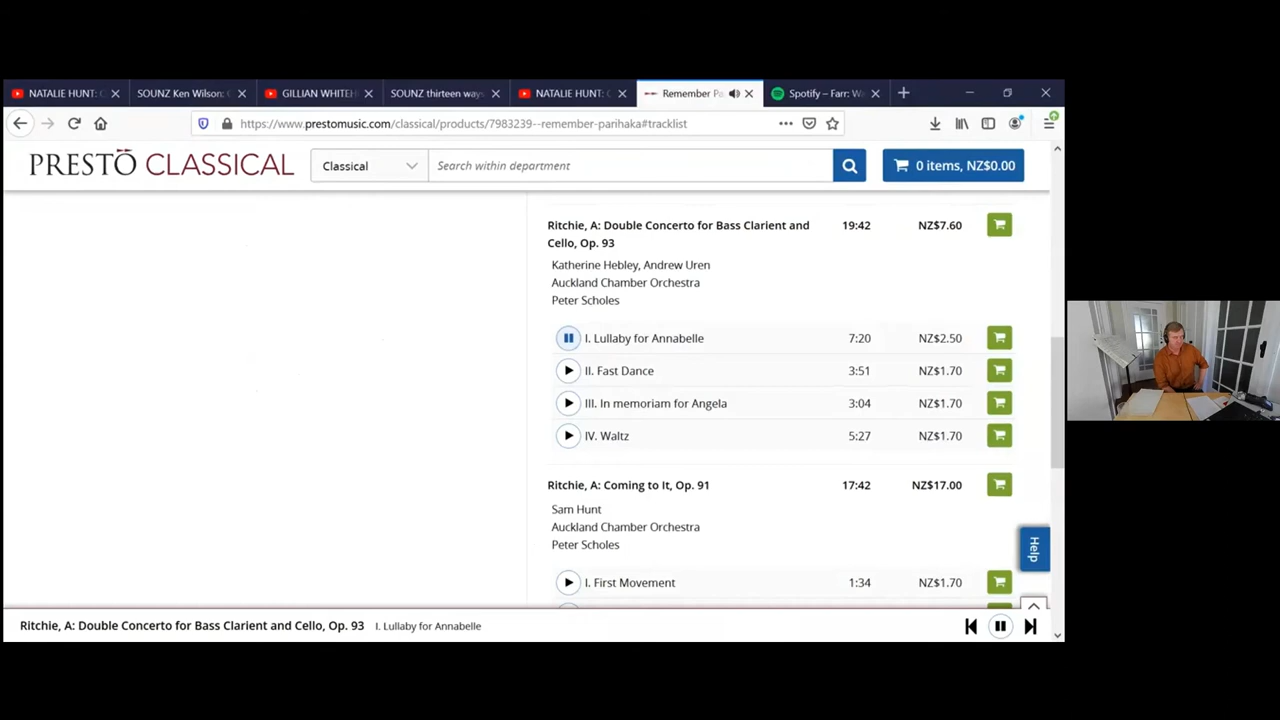 NATALIE HUNT: C
SOUNZ Ken Wilson: C
GILLIAN WHITEH
SOUNZ thirteen ways
NATALIE HUNT: C
Remember Pa
Spotify – Farr: Wa
https://www.prestomusic.com/classical/products/7983239--remember-parihaka#tracklist
PRESTO CLASSICAL
Classical
Search within department
0 items, NZ$0.00
Ritchie, A: Double Concerto for Bass Clarient and 19:42 NZ$7.60
Cello, Op. 93
Katherine Hebley, Andrew Uren
Auckland Chamber Orchestra
Peter Scholes
I. Lullaby for Annabelle 7:20 NZ$2.50
II. Fast Dance 3:51 NZ$1.70
III. In memoriam for Angela 3:04 NZ$1.70
IV. Waltz 5:27 NZ$1.70
Ritchie, A: Coming to It, Op. 91 17:42 NZ$17.00
Sam Hunt
Auckland Chamber Orchestra
Peter Scholes
Help
I. First Movement 1:34 NZ$1.70
Ritchie, A: Double Concerto for Bass Clarient and Cello, Op. 93 I. Lullaby for Annabelle